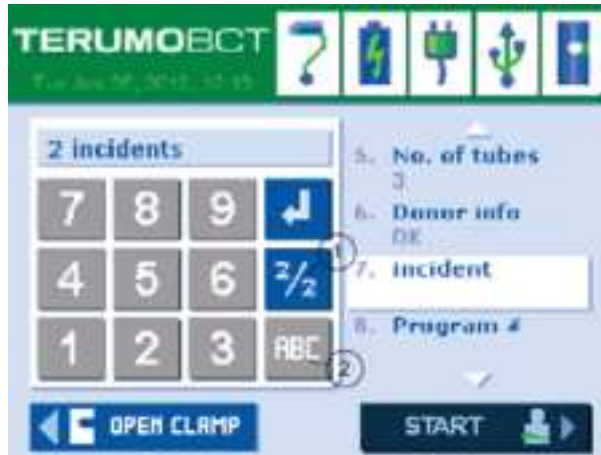 TERUMOBCT
2 incidents
7 8 9
4 5 6 2/2
1 2 3 ABC
1
2
5. No. of tubes
3
6. Donor info
OK
7. incident
8. Program #
OPEN CLAMP
START